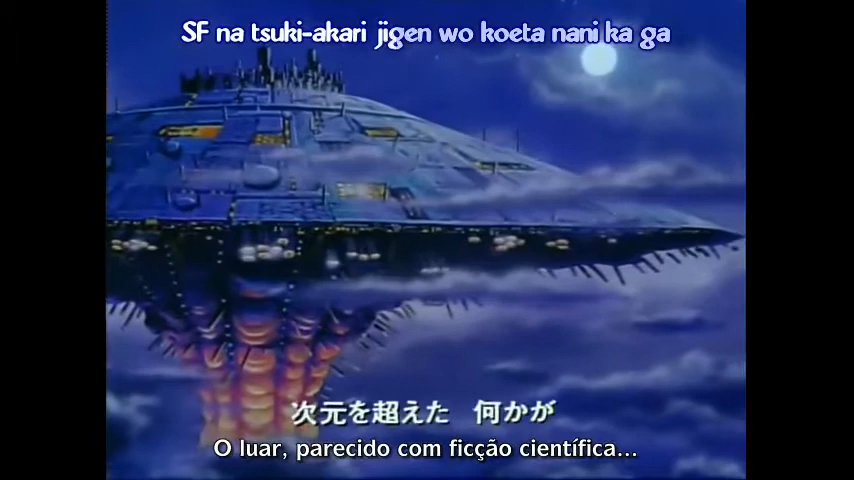 SF na tsuki-akari jigen wo koeta nani ka ga
次元を超えた 何かが
O luar, parecido com ficção científica...